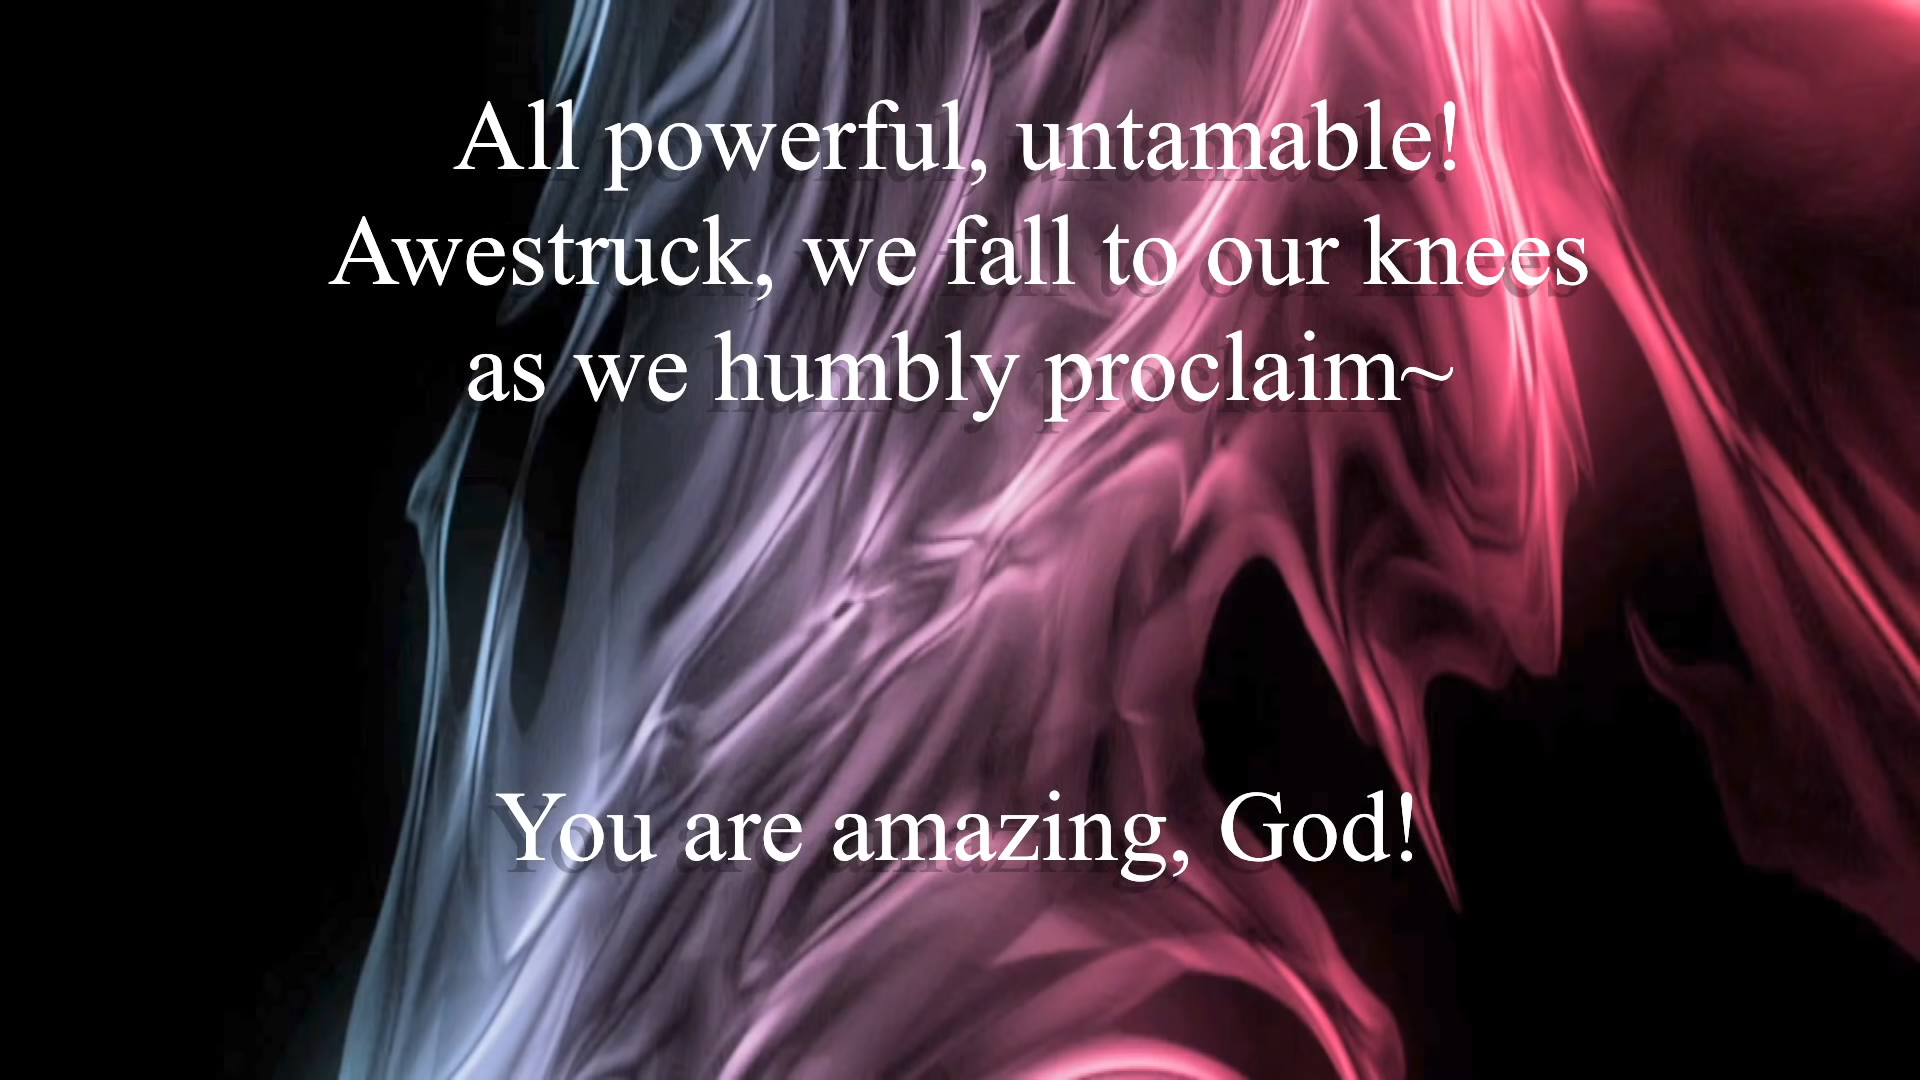 All powerful, untamable!
Awestruck, we fall to our knees
as we humbly proclaim~
You are amazing, God!